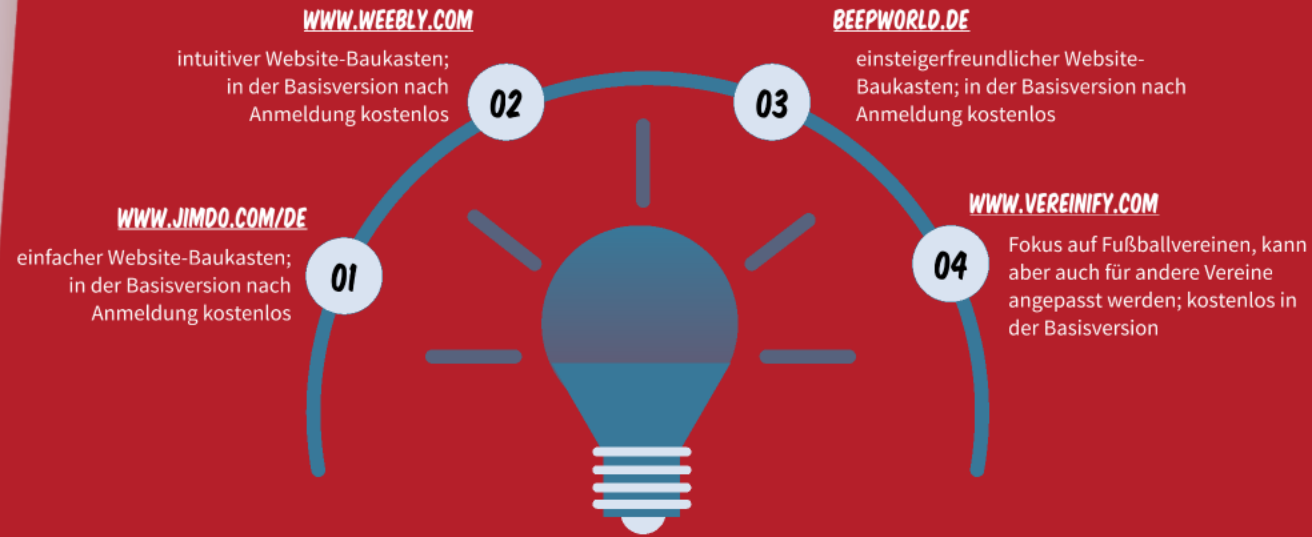 WWW.JIMDO.COM/DE
einfacher Website-Baukasten;
in der Basisversion nach
Anmeldung kostenlos
01
WWW.WEEBLY.COM
intuitiver Website-Baukasten;
in der Basisversion nach
Anmeldung kostenlos
02
BEEPWORLD.DE
einsteigerfreundlicher Website-
Baukasten; in der Basisversion nach
Anmeldung kostenlos
03
WWW.VEREINIFY.COM
Fokus auf Fußballvereinen, kann
aber auch für andere Vereine
angepasst werden; kostenlos in
der Basisversion
04